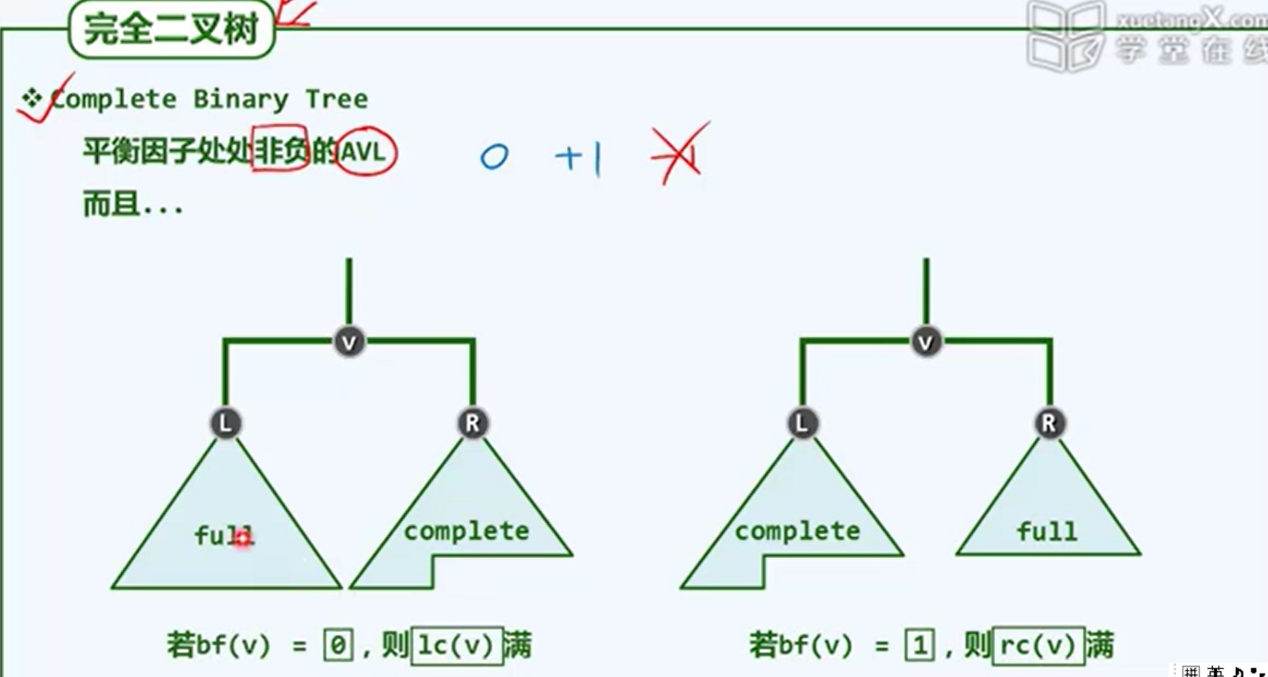 完全二叉树
xuetangX.com
学堂在线
❖ Complete Binary Tree
平衡因子处处非负的AVL
0 +1
而且...
v v
L R L R
full complete complete full
若bf(v) = 0，则lc(v)满
若bf(v) = 1，则rc(v)满
拼 英